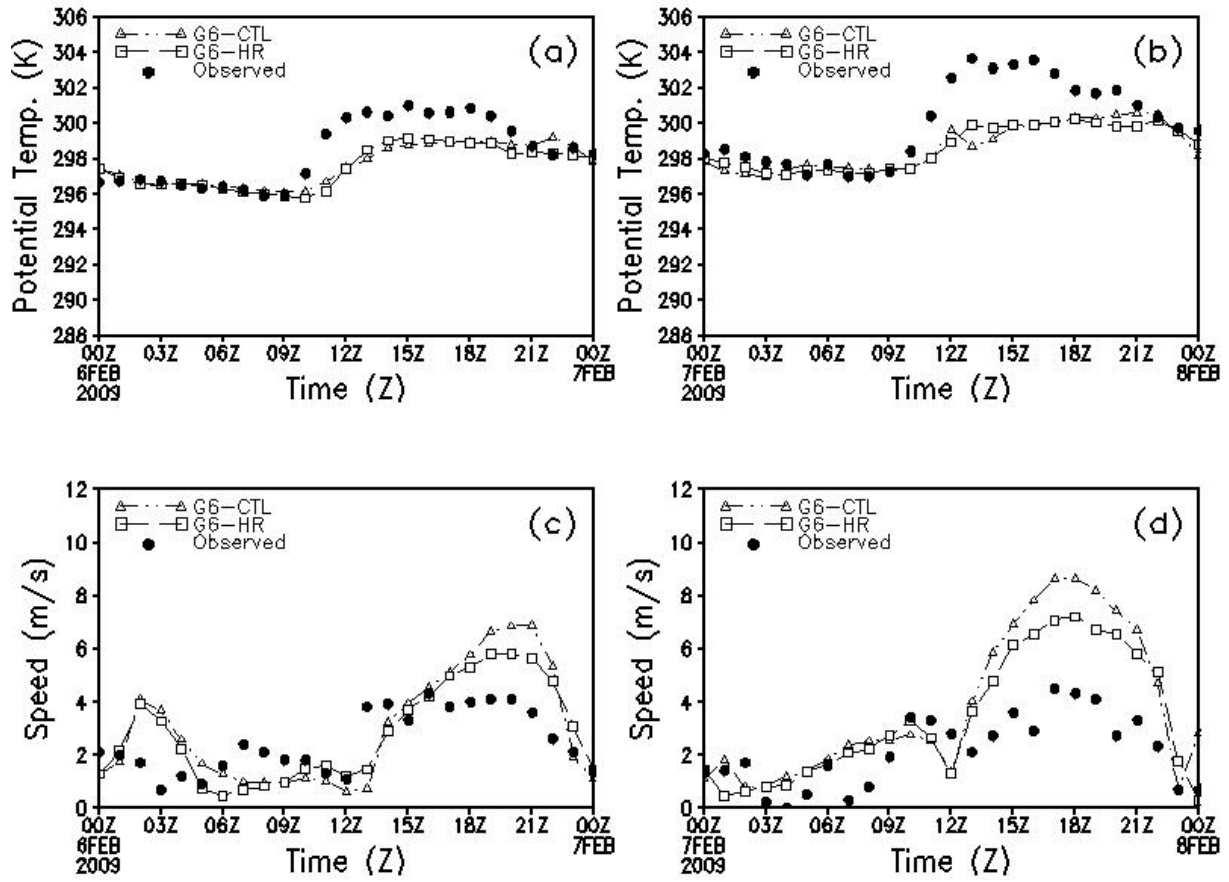 306
304
302
300
298
296
294
292
290
288
Potential Temp. (K)
G6-CTL
G6-HR
Observed
(a)
00Z 03Z 06Z 09Z 12Z 15Z 18Z 21Z 00Z
6FEB 7FEB
2009
Time (Z)
306
304
302
300
298
296
294
292
290
288
Potential Temp. (K)
G6-CTL
G6-HR
Observed
(b)
00Z 03Z 06Z 09Z 12Z 15Z 18Z 21Z 00Z
7FEB 8FEB
2009
Time (Z)
12
10
8
6
4
2
0
Speed (m/s)
G6-CTL
G6-HR
Observed
(c)
00Z 03Z 06Z 09Z 12Z 15Z 18Z 21Z 00Z
6FEB 7FEB
2009
Time (Z)
12
10
8
6
4
2
0
Speed (m/s)
G6-CTL
G6-HR
Observed
(d)
00Z 03Z 06Z 09Z 12Z 15Z 18Z 21Z 00Z
7FEB 8FEB
2009
Time (Z)